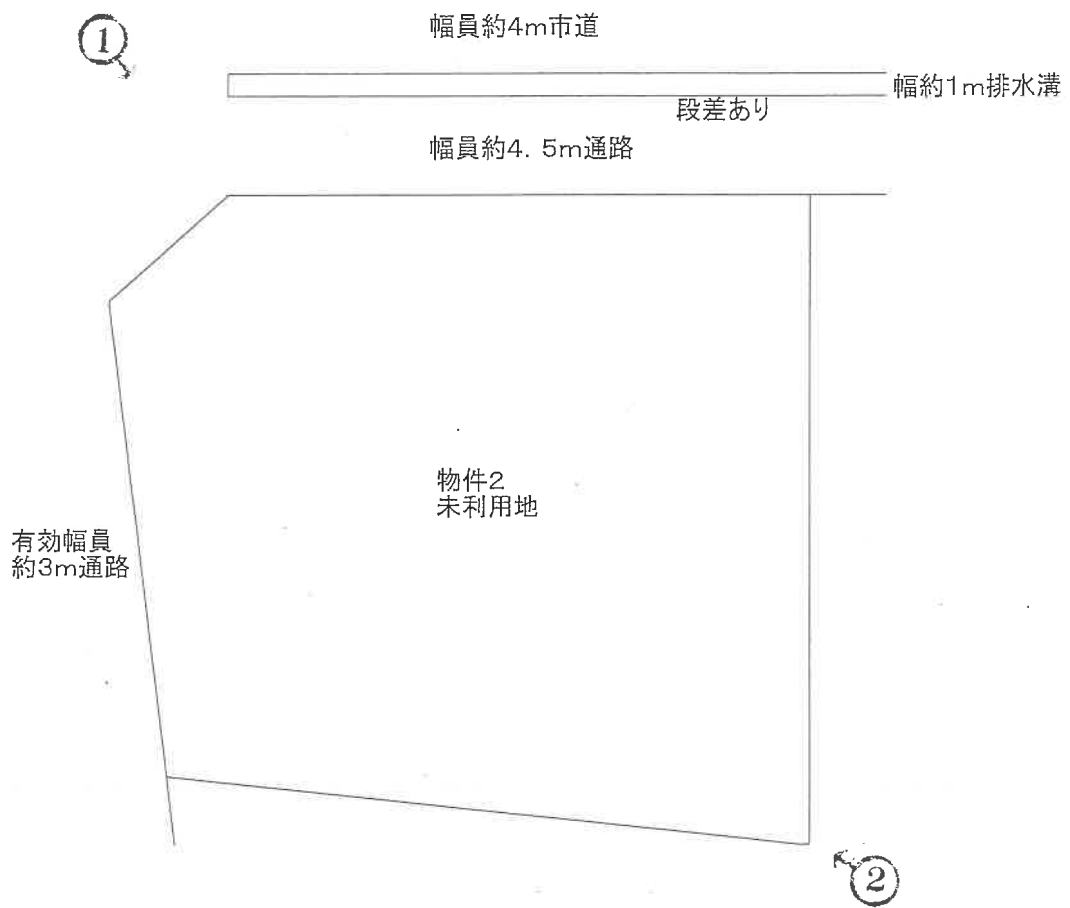 ①
幅員約4m市道
幅約1m排水溝
段差あり
幅員約4.5m通路
物件2
未利用地
有効幅員
約3m通路
②